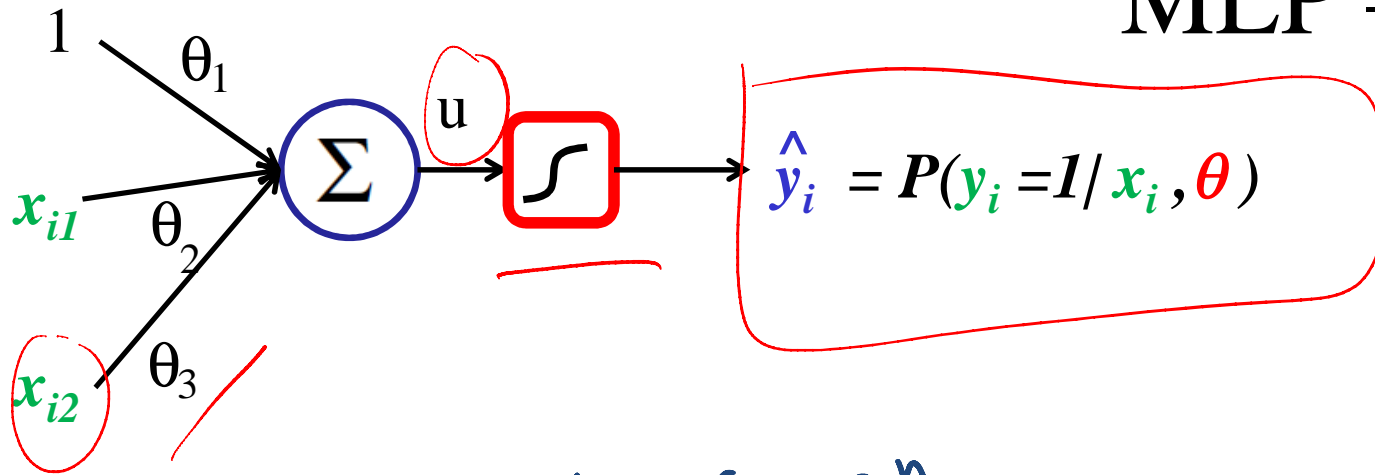 MLP -
1
θ1
u
Σ
ŷi = P(yi =1/ xi , θ )
xi1
θ2
θ3
xi2